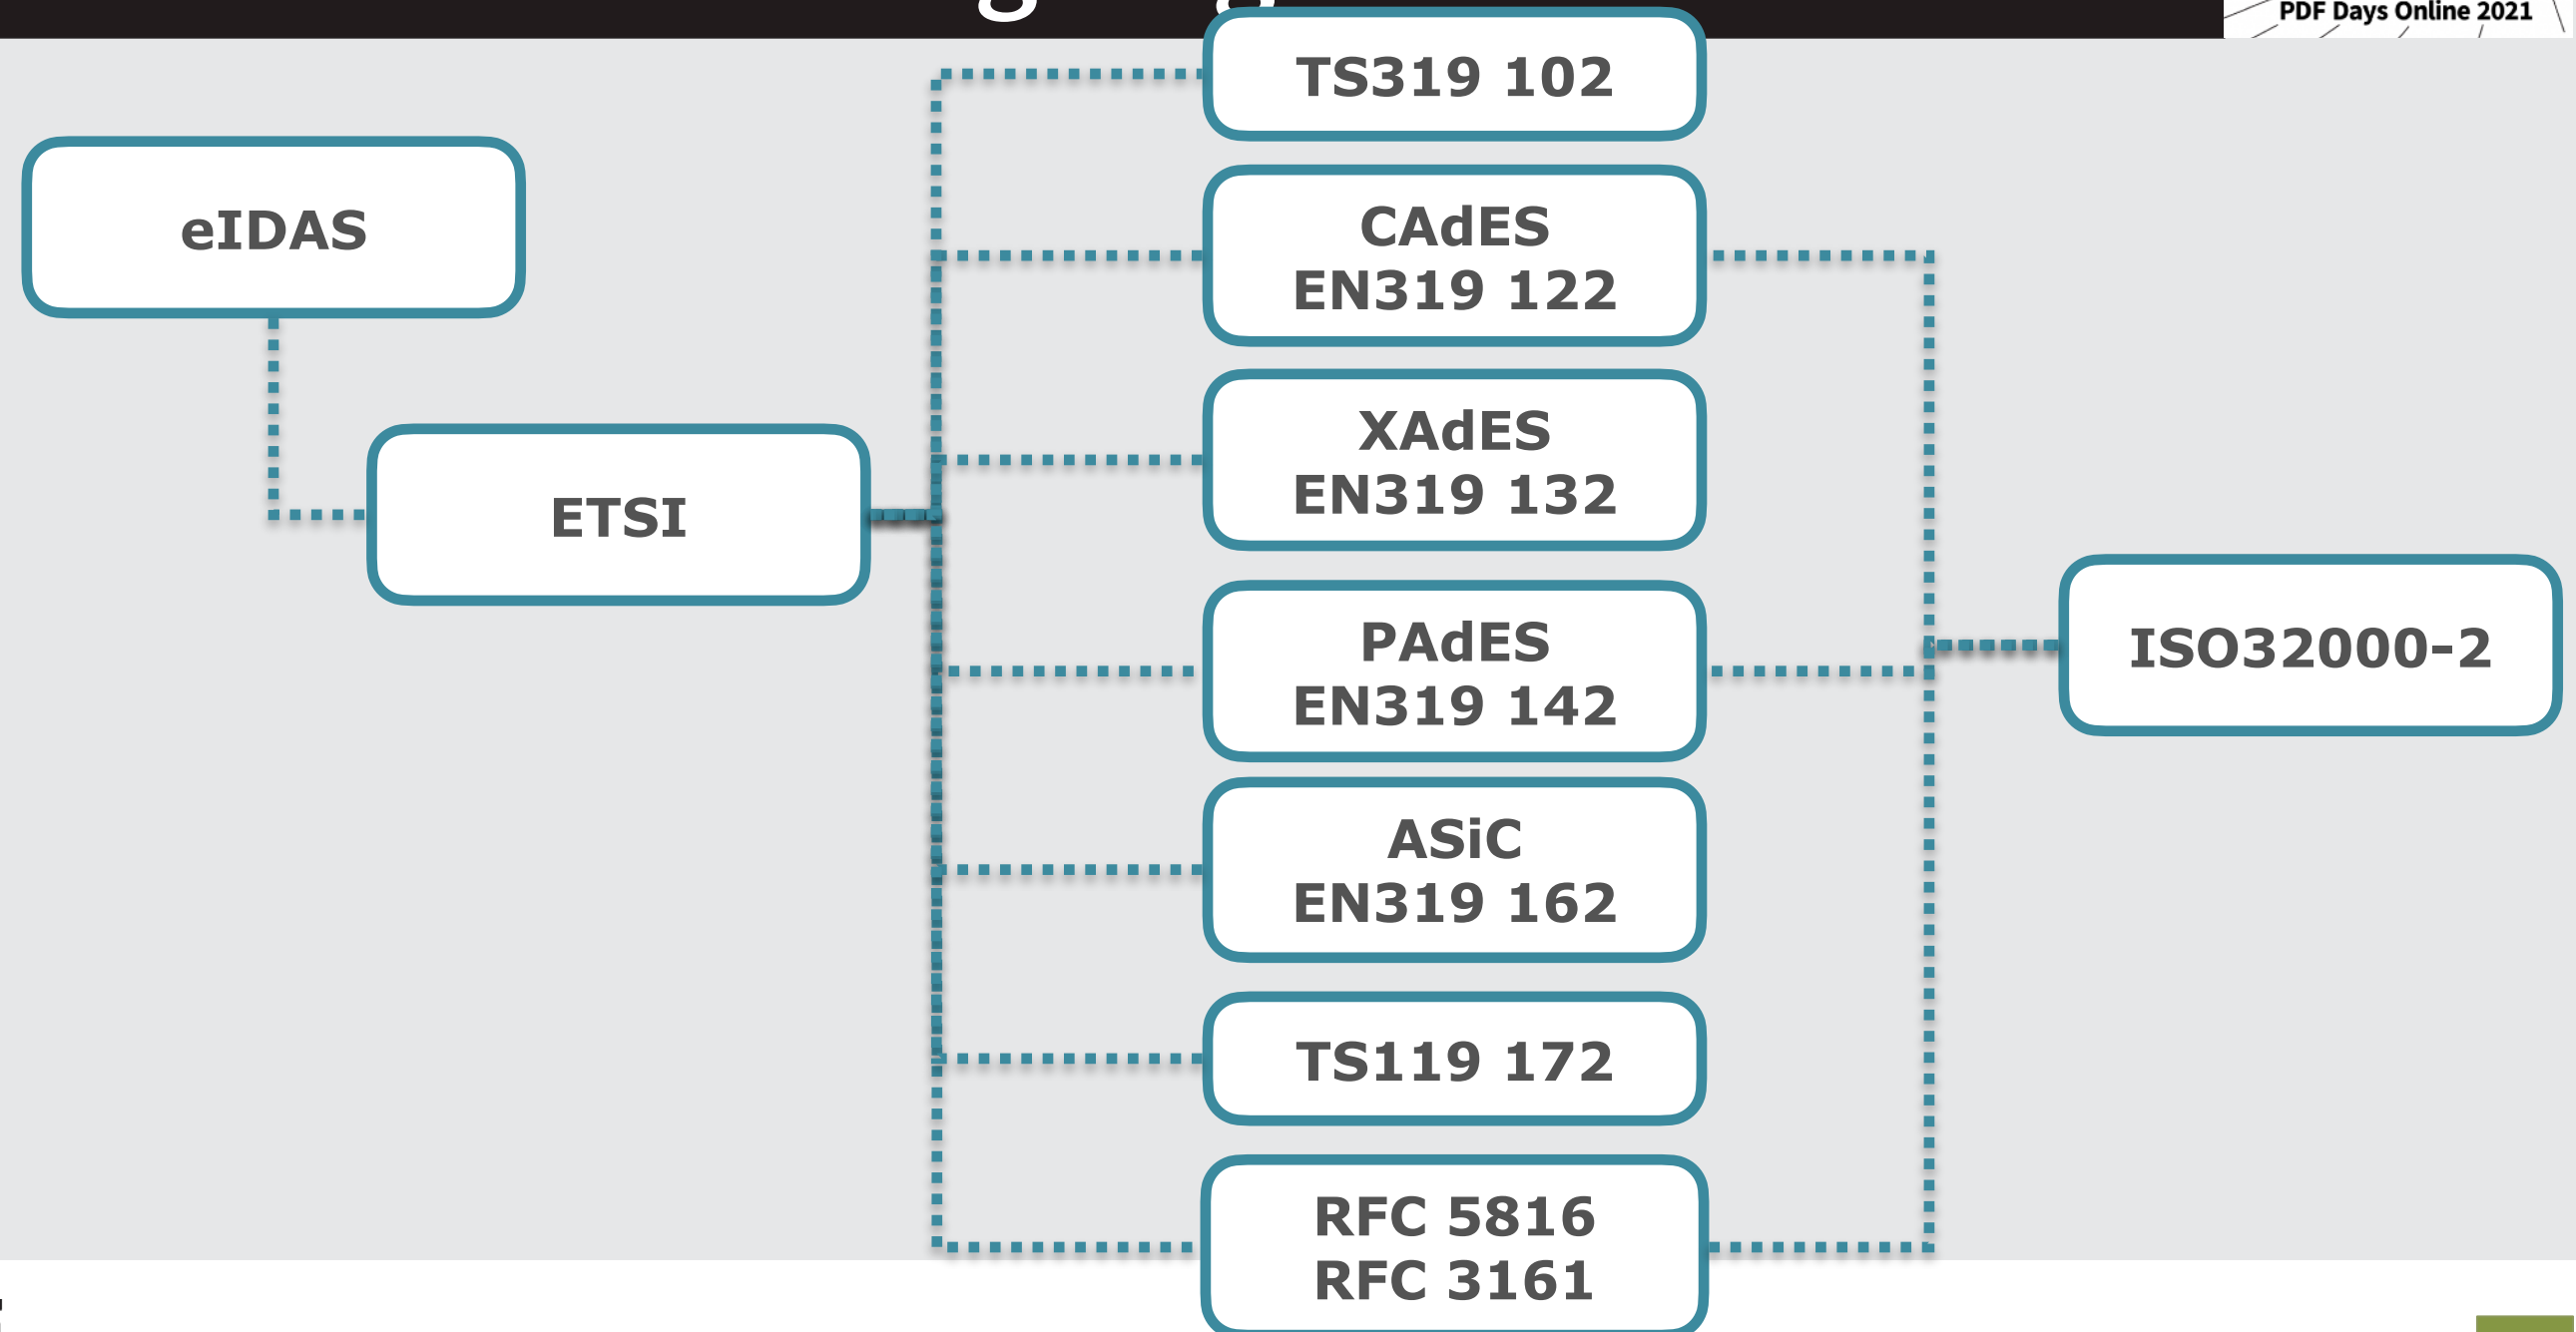 PDF Days Online 2021
TS319 102
eIDAS
CAdES
EN319 122
XAdES
EN319 132
ETSI
PAdES
EN319 142
ISO32000-2
ASiC
EN319 162
TS119 172
RFC 5816
RFC 3161